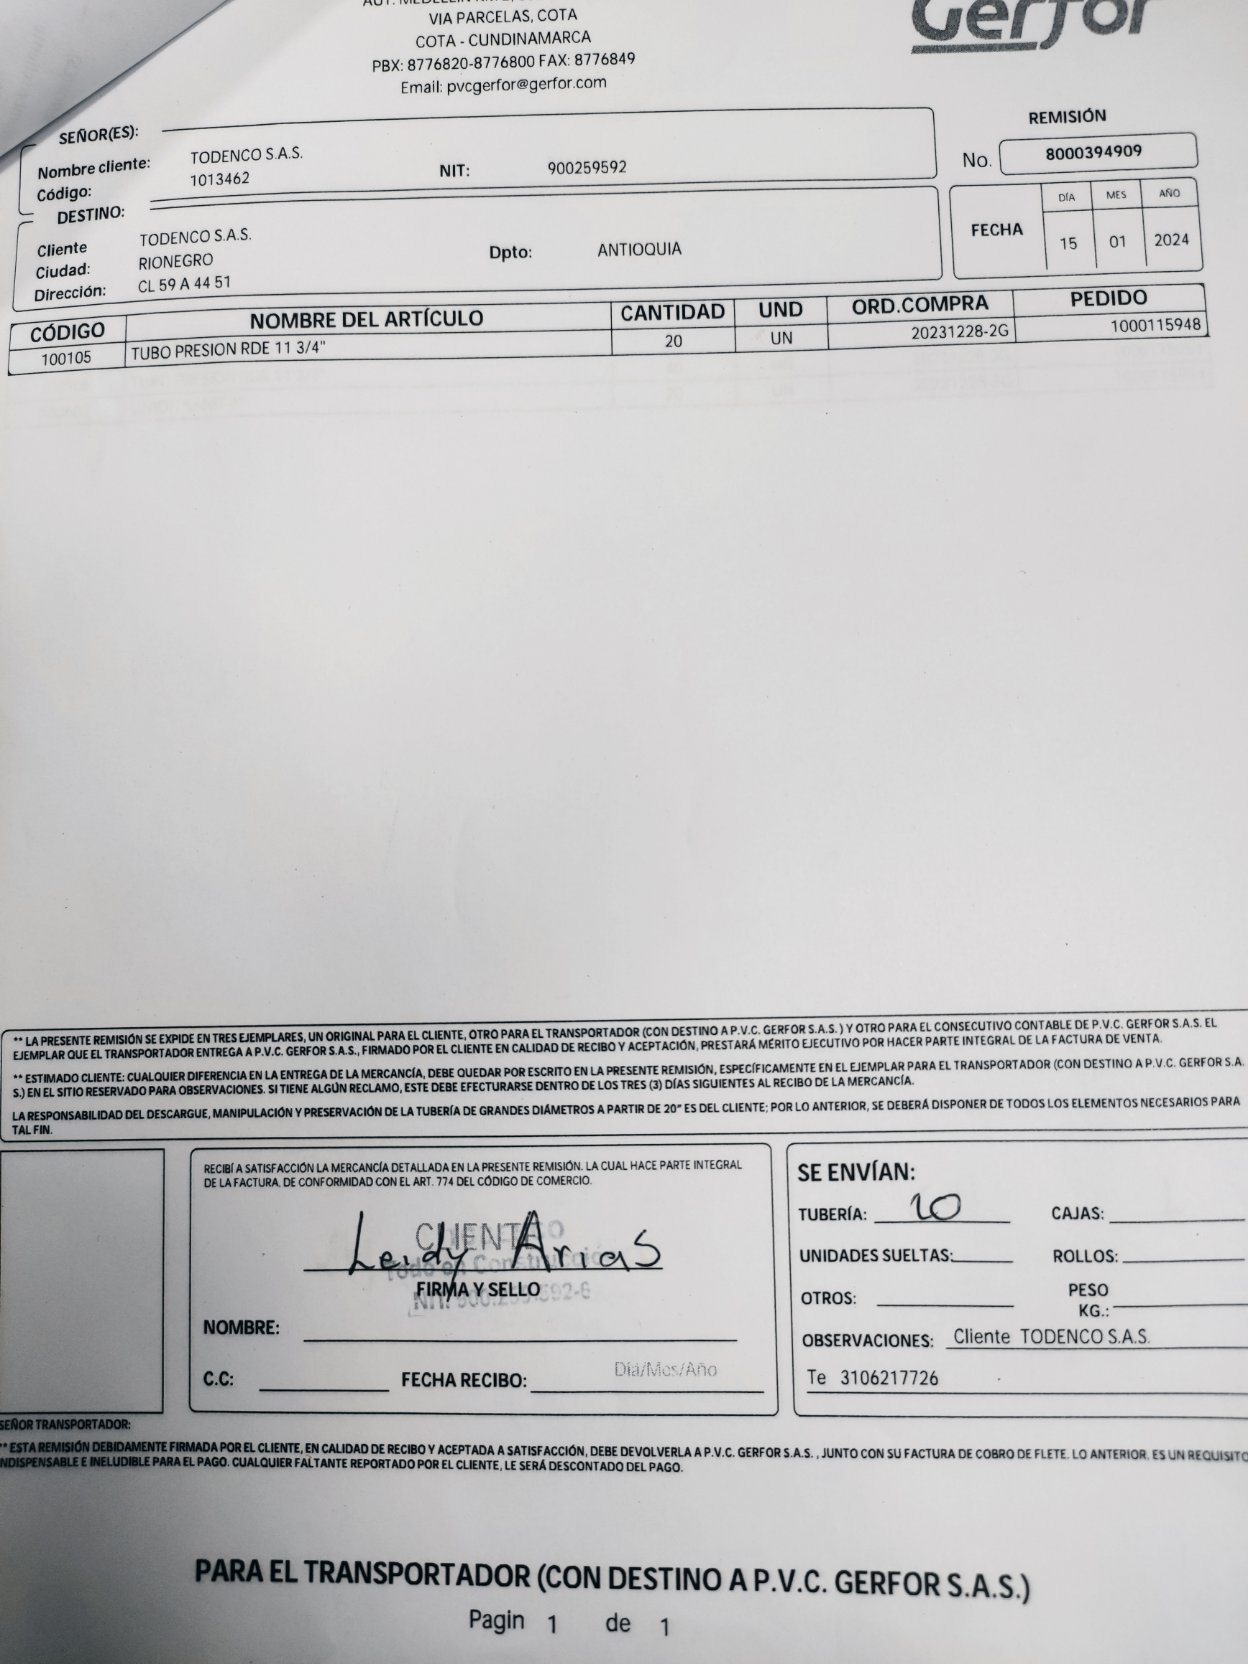 VIA PARCELAS, COTA
COTA - CUNDINAMARCA
PBX: 8776820-8776800 FAX: 8776849
Email: pvcgerfor@gerfor.com
Gerfor
REMISIÓN
No. 8000394909
SEÑOR(ES):
Nombre cliente: TODENCO S.A.S. NIT: 900259592
Código: 1013462
FECHA DÍA MES AÑO
15 01 2024
DESTINO:
Cliente TODENCO S.A.S. Dpto: ANTIOQUIA
Ciudad: RIONEGRO
Dirección: CL 59 A 44 51
CÓDIGO NOMBRE DEL ARTÍCULO CANTIDAD UND ORD.COMPRA PEDIDO
100105 TUBO PRESION RDE 11 3/4" 20 UN 20231228-2G 1000115948
** LA PRESENTE REMISIÓN SE EXPIDE EN TRES EJEMPLARES, UN ORIGINAL PARA EL CLIENTE, OTRO PARA EL TRANSPORTADOR (CON DESTINO A P.V.C. GERFOR S.A.S.) Y OTRO PARA EL CONSECUTIVO CONTABLE DE P.V.C. GERFOR S.A.S. EL
EJEMPLAR QUE EL TRANSPORTADOR ENTREGA A P.V.C. GERFOR S.A.S., FIRMADO POR EL CLIENTE EN CALIDAD DE RECIBO Y ACEPTACIÓN, PRESTARÁ MÉRITO EJECUTIVO POR HACER PARTE INTEGRAL DE LA FACTURA DE VENTA.
** ESTIMADO CLIENTE: CUALQUIER DIFERENCIA EN LA ENTREGA DE LA MERCANCÍA, DEBE QUEDAR POR ESCRITO EN LA PRESENTE REMISIÓN, ESPECÍFICAMENTE EN EL EJEMPLAR PARA EL TRANSPORTADOR (CON DESTINO A P.V.C. GERFOR S.A.
S.) EN EL SITIO RESERVADO PARA OBSERVACIONES. SI TIENE ALGÚN RECLAMO, ESTE DEBE EFECTURARSE DENTRO DE LOS TRES (3) DÍAS SIGUIENTES AL RECIBO DE LA MERCANCÍA.
LA RESPONSABILIDAD DEL DESCARGUE, MANIPULACIÓN Y PRESERVACIÓN DE LA TUBERÍA DE GRANDES DIÁMETROS A PARTIR DE 20" ES DEL CLIENTE; POR LO ANTERIOR, SE DEBERÁ DISPONER DE TODOS LOS ELEMENTOS NECESARIOS PARA
TAL FIN.
RECIBÍ A SATISFACCIÓN LA MERCANCÍA DETALLADA EN LA PRESENTE REMISIÓN. LA CUAL HACE PARTE INTEGRAL
DE LA FACTURA. DE CONFORMIDAD CON EL ART. 774 DEL CÓDIGO DE COMERCIO.
CLIENTE
Leidy Arias
FIRMA Y SELLO
NOMBRE:
C.C: FECHA RECIBO: Día/Mes/Año
SE ENVÍAN:
TUBERÍA: 20 CAJAS:
UNIDADES SUELTAS: ROLLOS:
OTROS: PESO
KG.:
OBSERVACIONES: Cliente TODENCO S.A.S.
Te 3106217726
SEÑOR TRANSPORTADOR:
** ESTA REMISIÓN DEBIDAMENTE FIRMADA POR EL CLIENTE, EN CALIDAD DE RECIBO Y ACEPTADA A SATISFACCIÓN, DEBE DEVOLVERLA A P.V.C. GERFOR S.A.S. , JUNTO CON SU FACTURA DE COBRO DE FLETE. LO ANTERIOR, ES UN REQUISITO
INDISPENSABLE E INELUDIBLE PARA EL PAGO. CUALQUIER FALTANTE REPORTADO POR EL CLIENTE, LE SERÁ DESCONTADO DEL PAGO.
PARA EL TRANSPORTADOR (CON DESTINO A P.V.C. GERFOR S.A.S.)
Pagin 1 de 1